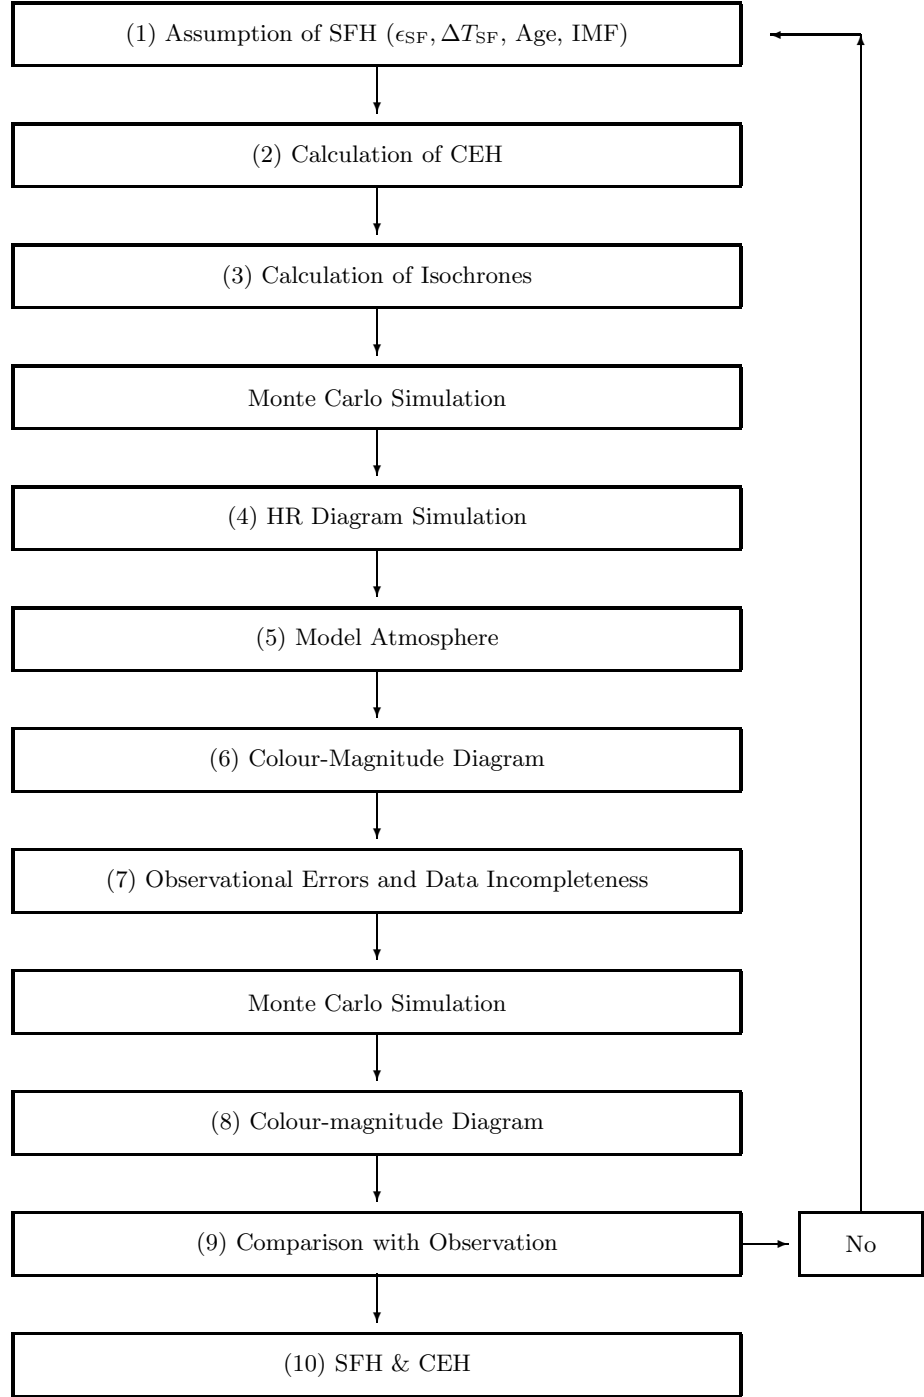 (1) Assumption of SFH (ϵSF, ΔTSF, Age, IMF)
(2) Calculation of CEH
(3) Calculation of Isochrones
Monte Carlo Simulation
(4) HR Diagram Simulation
(5) Model Atmosphere
(6) Colour-Magnitude Diagram
(7) Observational Errors and Data Incompleteness
Monte Carlo Simulation
(8) Colour-magnitude Diagram
(9) Comparison with Observation
No
(10) SFH & CEH